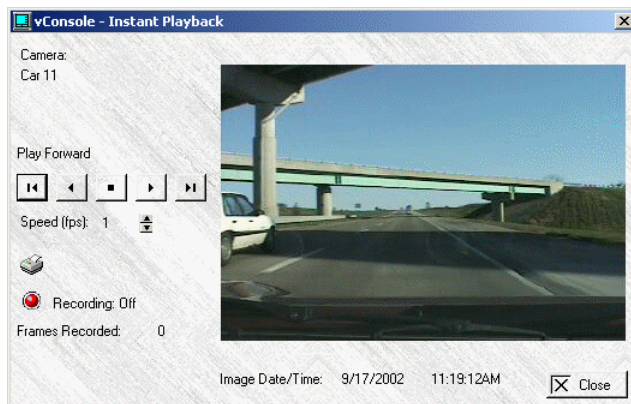 vConsole - Instant Playback
Camera:
Car 11
Play Forward
Speed (fps): 1
Recording: Off
Frames Recorded: 0
Image Date/Time: 9/17/2002 11:19:12AM
Close